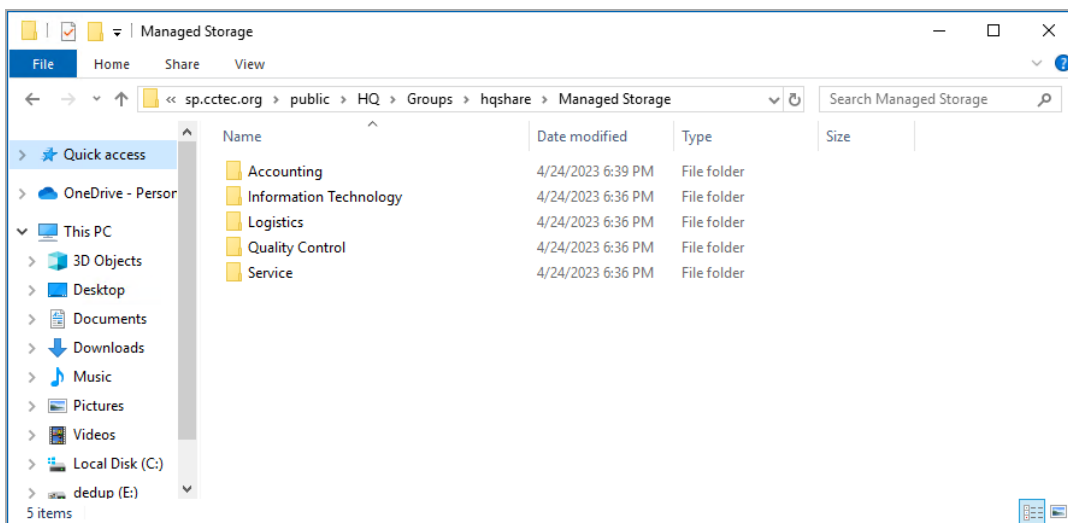 Managed Storage
File Home Share View
« sp.cctec.org > public > HQ > Groups > hqshare > Managed Storage Search Managed Storage
Name Date modified Type Size
Quick access
OneDrive - Person
This PC
3D Objects
Desktop
Documents
Downloads
Music
Pictures
Videos
Local Disk (C:)
dedup (E:)
Accounting 4/24/2023 6:39 PM File folder
Information Technology 4/24/2023 6:36 PM File folder
Logistics 4/24/2023 6:36 PM File folder
Quality Control 4/24/2023 6:36 PM File folder
Service 4/24/2023 6:36 PM File folder
5 items